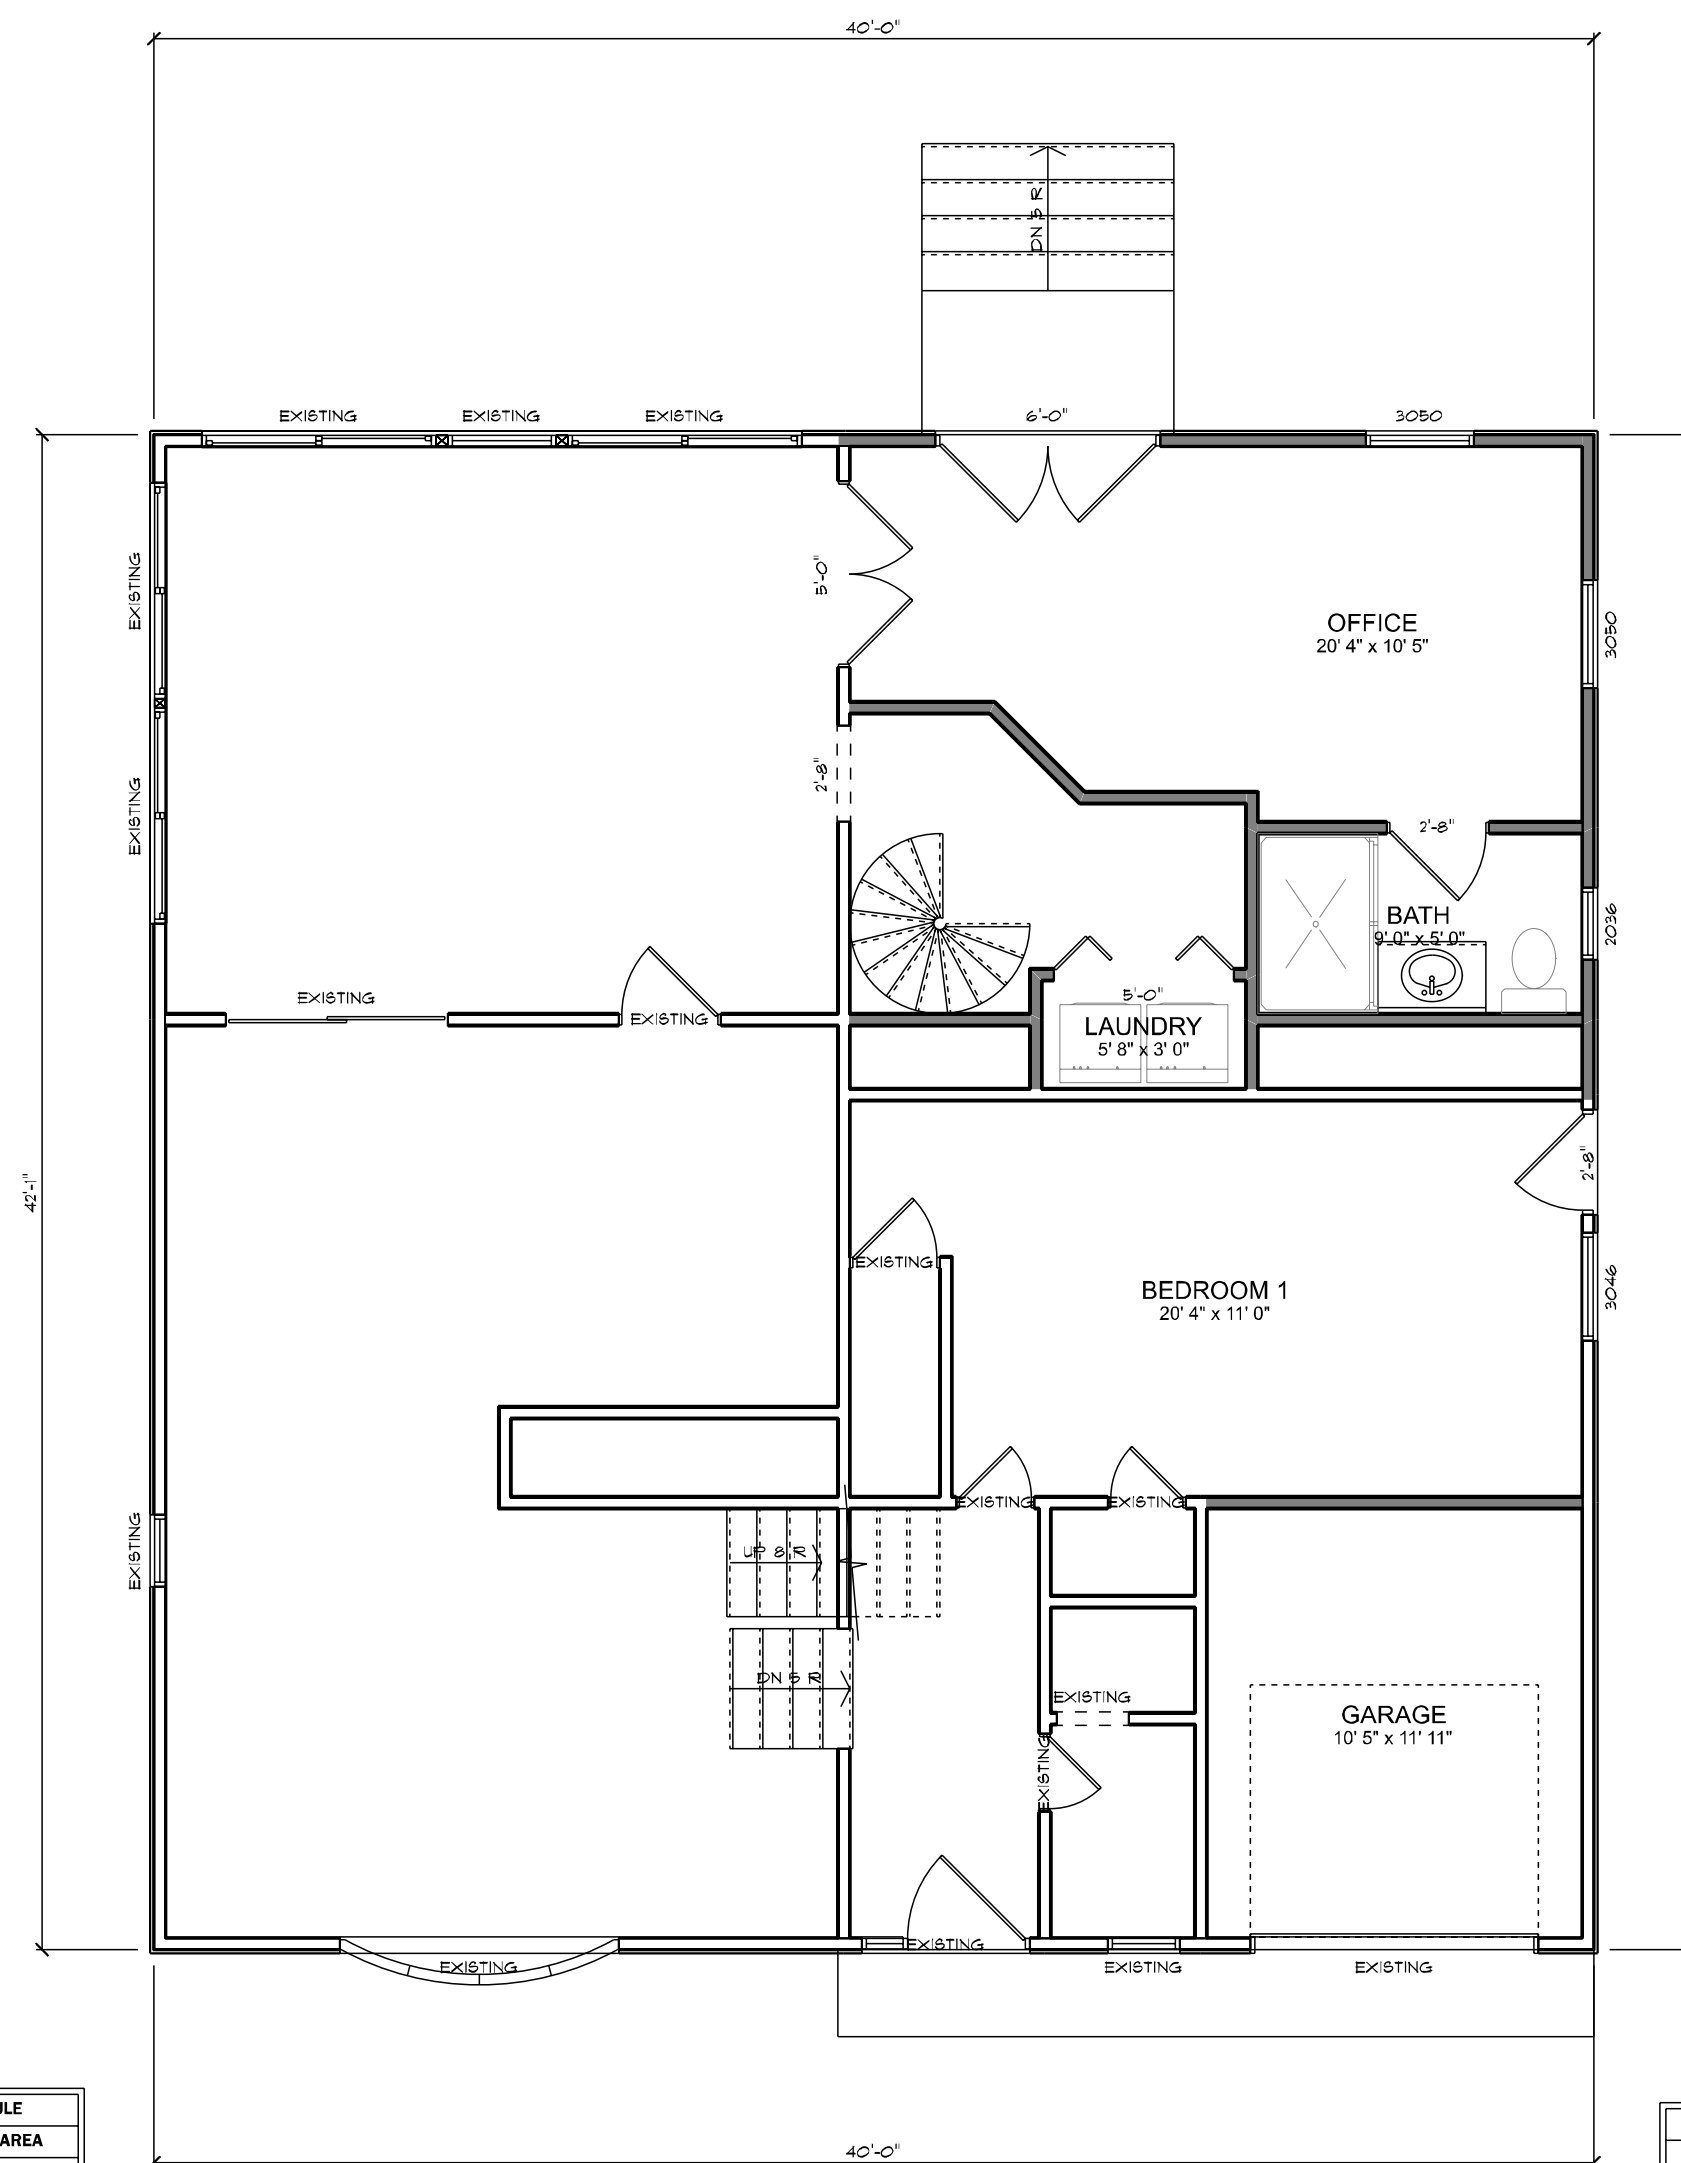 40'-0"
DN 5 R
EXISTING
EXISTING
EXISTING
6'-0"
3050
EXISTING
5'-0"
OFFICE
20' 4" x 10' 5"
3050
EXISTING
2'-8"
2'-8"
BATH
9' 0" x 5' 0"
2036
EXISTING
EXISTING
5'-0"
LAUNDRY
5' 8" x 3' 0"
42'-1"
2'-8"
EXISTING
BEDROOM 1
20' 4" x 11' 0"
3046
EXISTING
EXISTING
EXISTING
UP 8 R
DN 5 R
EXISTING
EXISTING
GARAGE
10' 5" x 11' 11"
EXISTING
EXISTING
EXISTING
EXISTING
ULE
AREA
40'-0"